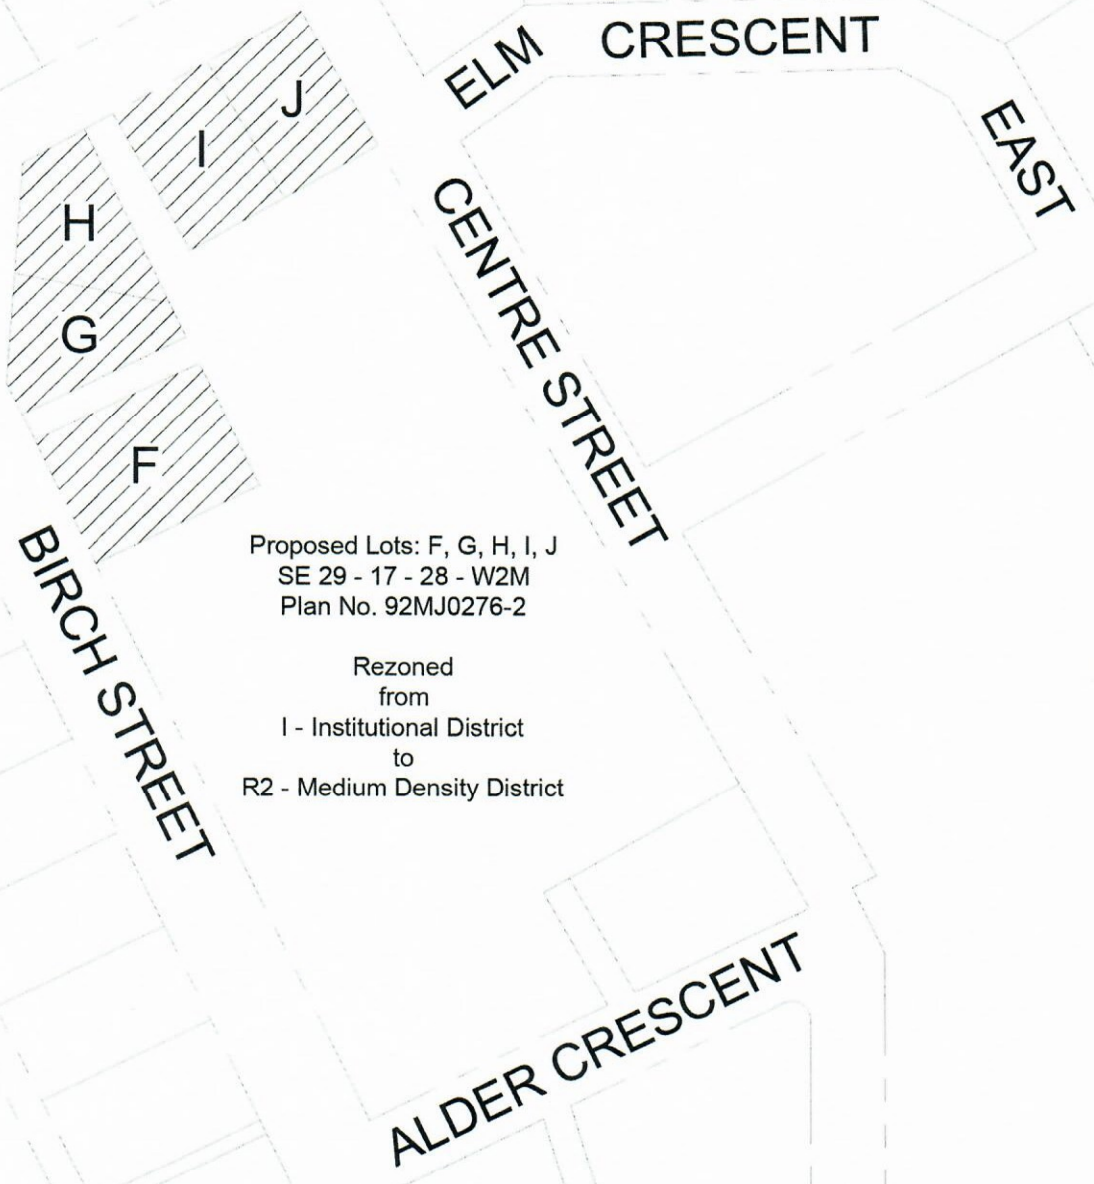 ELM CRESCENT
EAST
J
I
H
G
F
CENTRE STREET
BIRCH STREET
Proposed Lots: F, G, H, I, J
SE 29 - 17 - 28 - W2M
Plan No. 92MJ0276-2
Rezoned
from
I - Institutional District
to
R2 - Medium Density District
ALDER CRESCENT